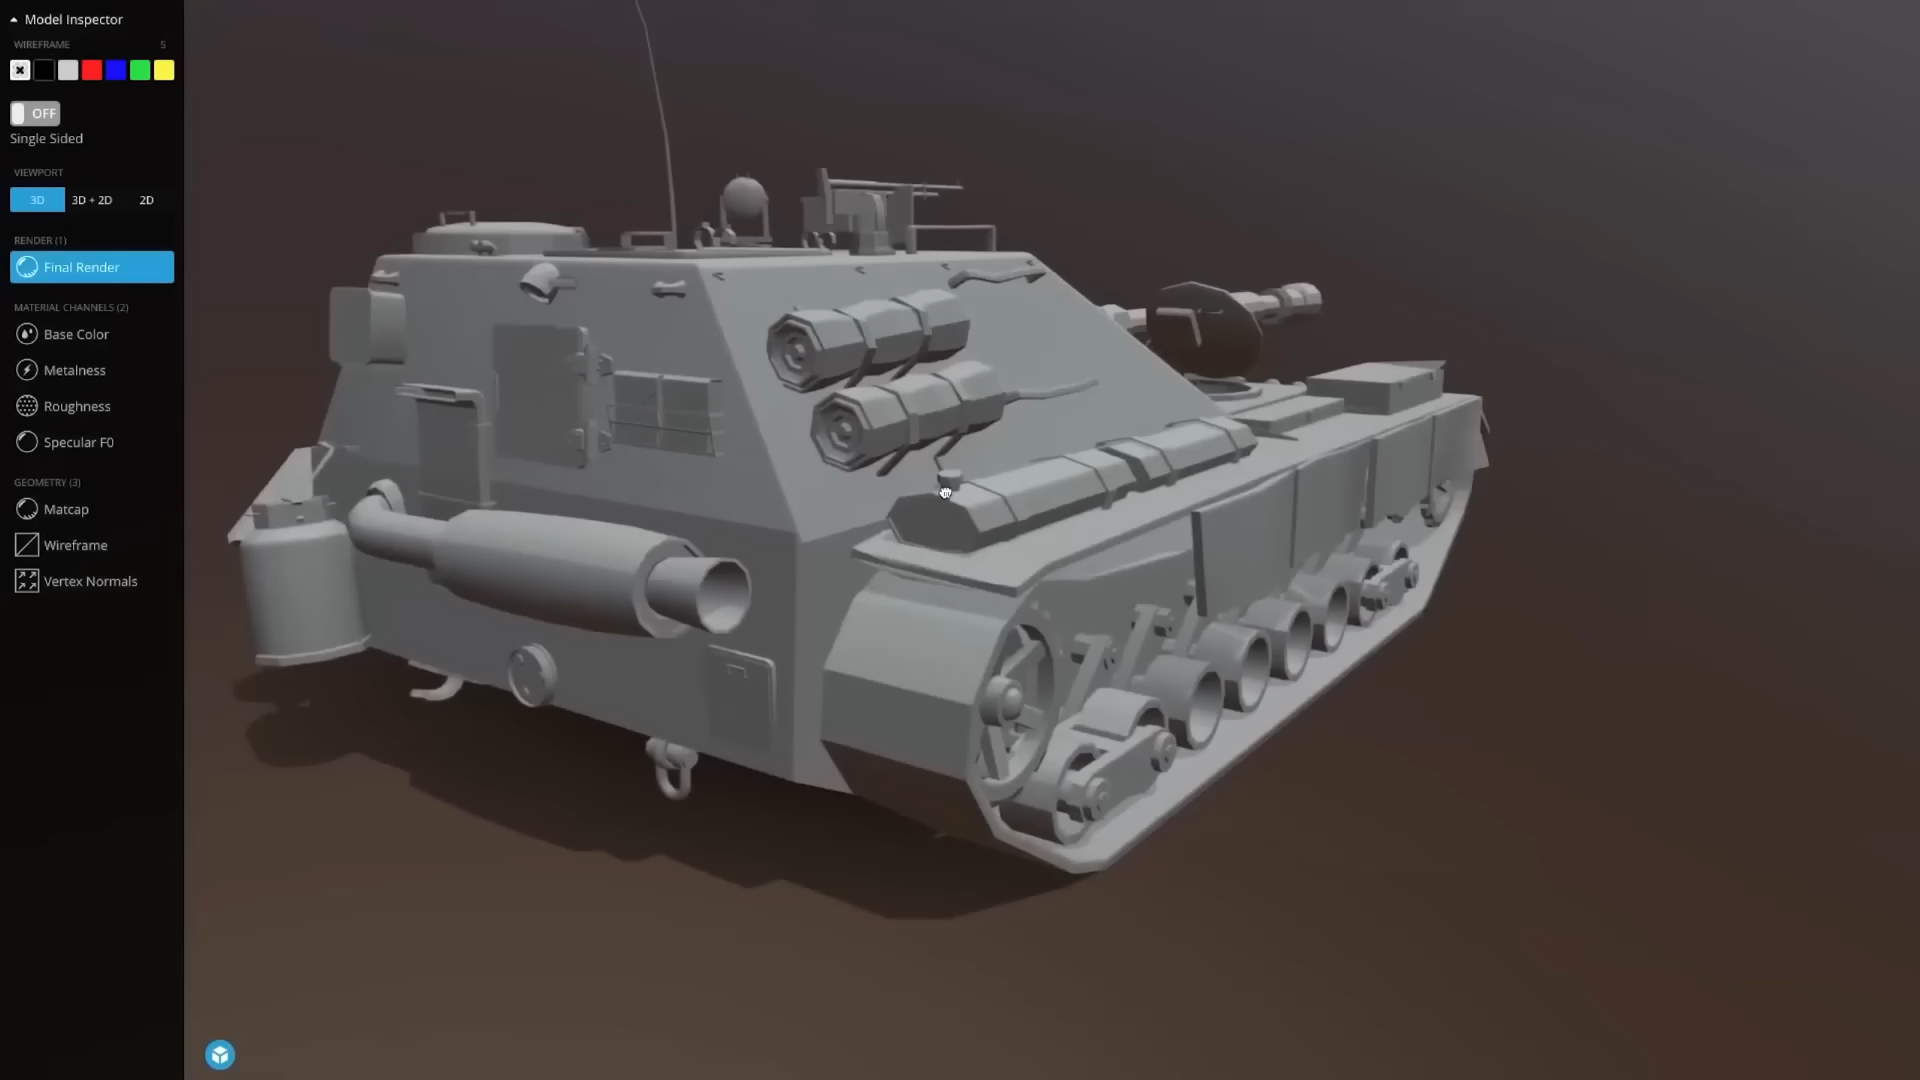 Model Inspector
WIREFRAME 5
OFF
Single Sided
VIEWPORT
3D 3D + 2D 2D
RENDER (1)
Final Render
MATERIAL CHANNELS (2)
Base Color
Metalness
Roughness
Specular F0
GEOMETRY (3)
Matcap
Wireframe
Vertex Normals